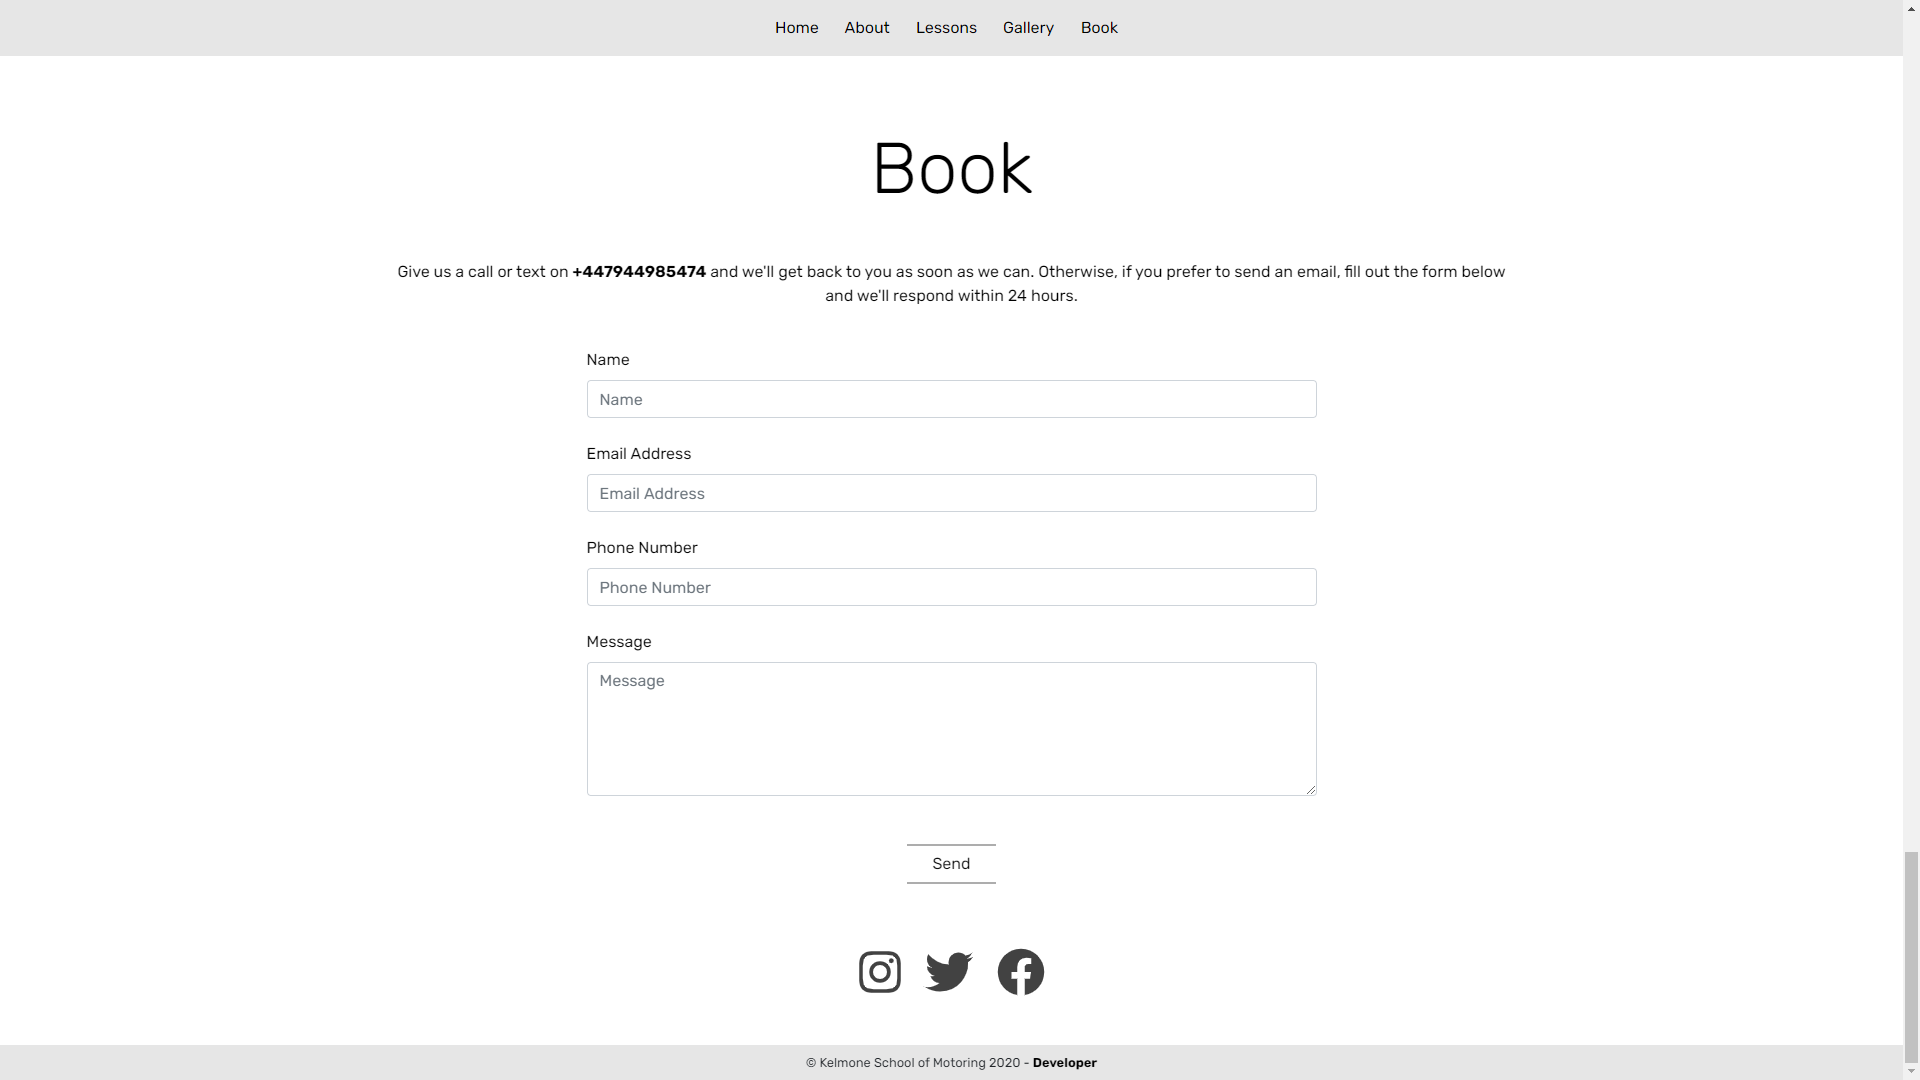 Home About Lessons Gallery Book
Book
Give us a call or text on +447944985474 and we'll get back to you as soon as we can. Otherwise, if you prefer to send an email, fill out the form below
and we'll respond within 24 hours.
Name
Name
Email Address
Email Address
Phone Number
Phone Number
Message
Message
Send
© Kelmone School of Motoring 2020 - Developer